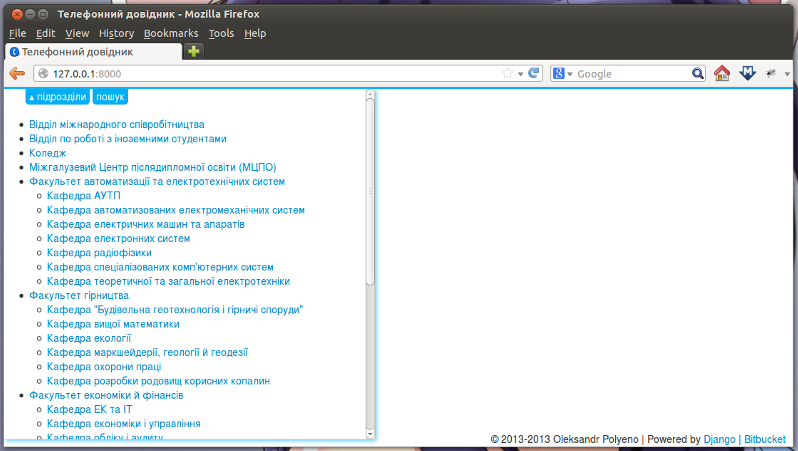 Телефонний довідник - Mozilla Firefox
File Edit View History Bookmarks Tools Help
Телефонний довідник
127.0.0.1:8000
Google
▴ підрозділи пошук
Відділ міжнародного співробітництва
Відділ по роботі з іноземними студентами
Коледж
Міжгалузевий Центр післядипломної освіти (МЦПО)
Факультет автоматизації та електротехнічних систем
Кафедра АУТП
Кафедра автоматизованих електромеханічних систем
Кафедра електричних машин та апаратів
Кафедра електронних систем
Кафедра радіофізики
Кафедра спеціалізованих комп'ютерних систем
Кафедра теоретичної та загальної електротехніки
Факультет гірництва
Кафедра "Будівельна геотехнологія і гірничі споруди"
Кафедра вищої математики
Кафедра екології
Кафедра маркшейдерії, геології й геодезії
Кафедра охорони праці
Кафедра розробки родовищ корисних копалин
Факультет економіки й фінансів
Кафедра ЕК та ІТ
Кафедра економіки і управління
Кафедра обліку і аудиту
© 2013-2013 Oleksandr Polyeno | Powered by Django | Bitbucket